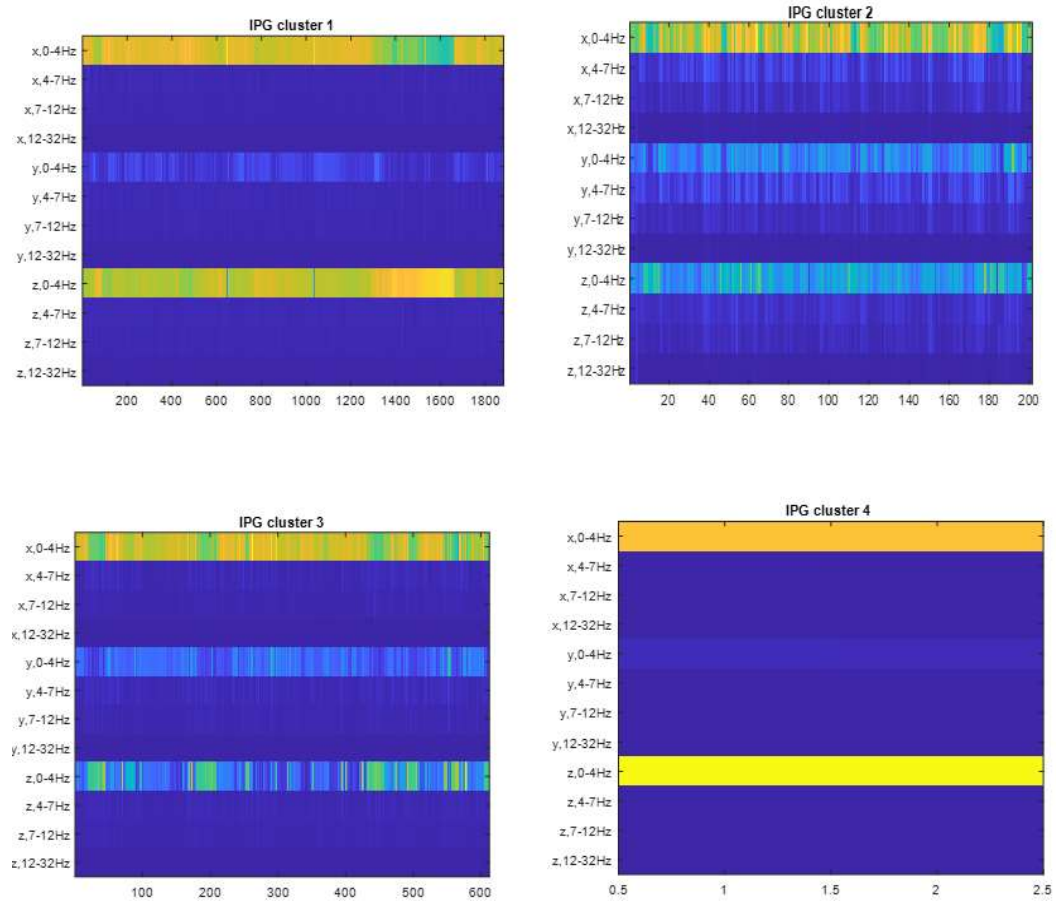 IPG cluster 1
x,0-4Hz
x,4-7Hz
x,7-12Hz
x,12-32Hz
y,0-4Hz
y,4-7Hz
y,7-12Hz
y,12-32Hz
z,0-4Hz
z,4-7Hz
z,7-12Hz
z,12-32Hz
200 400 600 800 1000 1200 1400 1600 1800
IPG cluster 2
x,0-4Hz
x,4-7Hz
x,7-12Hz
x,12-32Hz
y,0-4Hz
y,4-7Hz
y,7-12Hz
y,12-32Hz
z,0-4Hz
z,4-7Hz
z,7-12Hz
z,12-32Hz
20 40 60 80 100 120 140 160 180 200
IPG cluster 3
x,0-4Hz
x,4-7Hz
x,7-12Hz
x,12-32Hz
y,0-4Hz
y,4-7Hz
y,7-12Hz
y,12-32Hz
z,0-4Hz
z,4-7Hz
z,7-12Hz
z,12-32Hz
100 200 300 400 500 600
IPG cluster 4
x,0-4Hz
x,4-7Hz
x,7-12Hz
x,12-32Hz
y,0-4Hz
y,4-7Hz
y,7-12Hz
y,12-32Hz
z,0-4Hz
z,4-7Hz
z,7-12Hz
z,12-32Hz
0.5 1 1.5 2 2.5